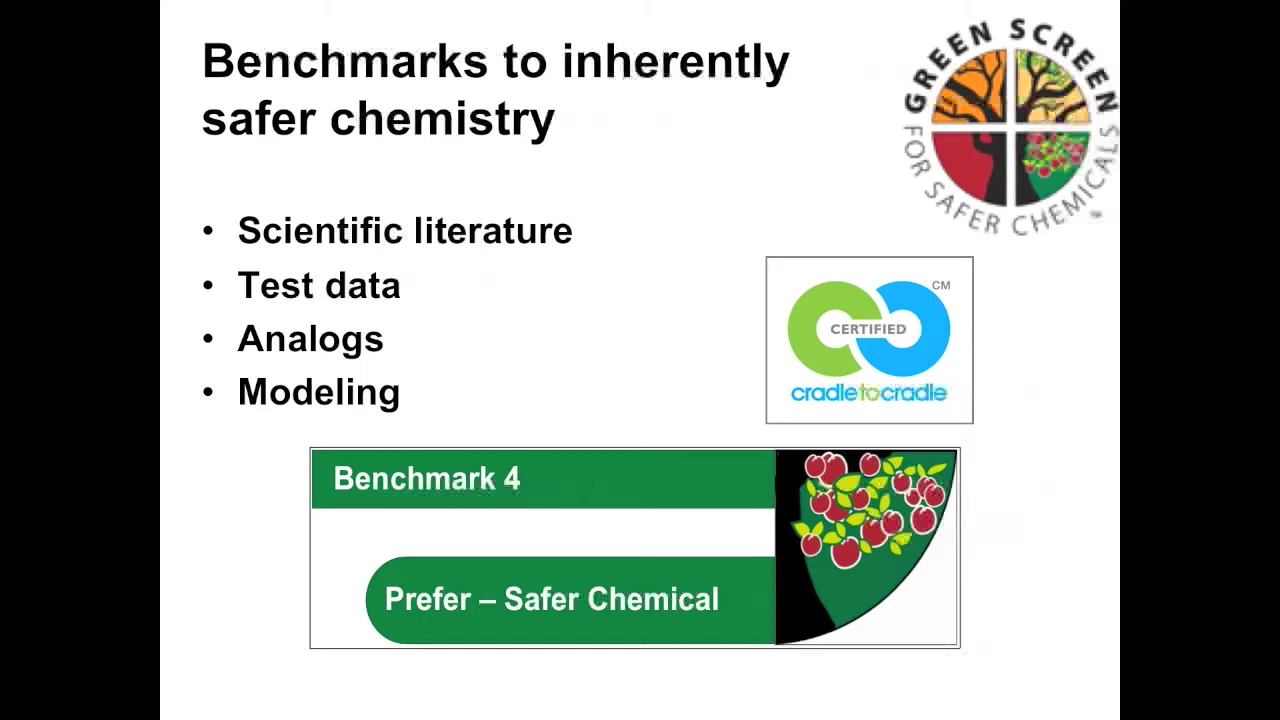 Benchmarks to inherently
safer chemistry
GREEN SCREEN
FOR SAFER CHEMICALS
™
• Scientific literature
• Test data
• Analogs
• Modeling
CM
CERTIFIED
cradletocradle
Benchmark 4
Prefer – Safer Chemical